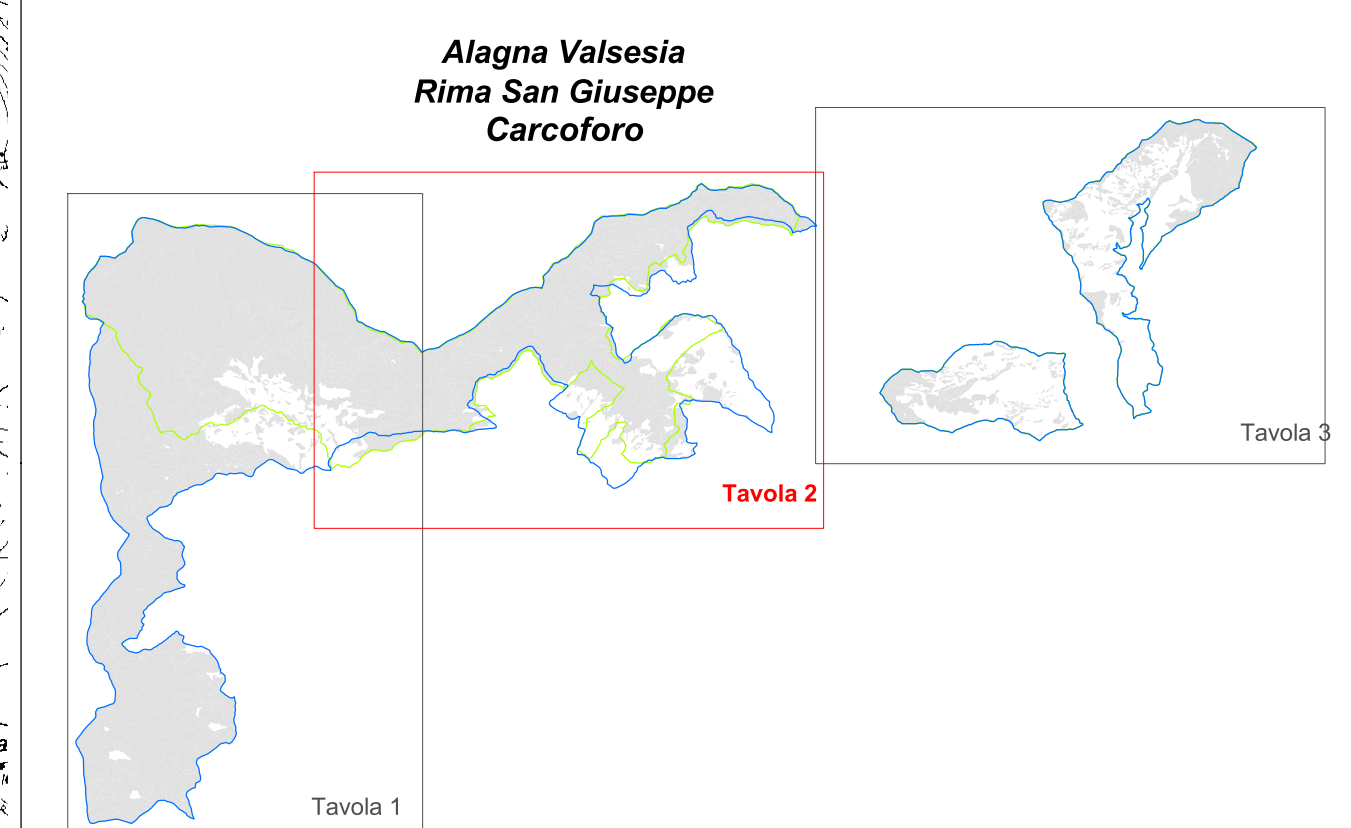 Alagna Valsesia
Rima San Giuseppe
Carcoforo
Tavola 3
Tavola 2
Tavola 1